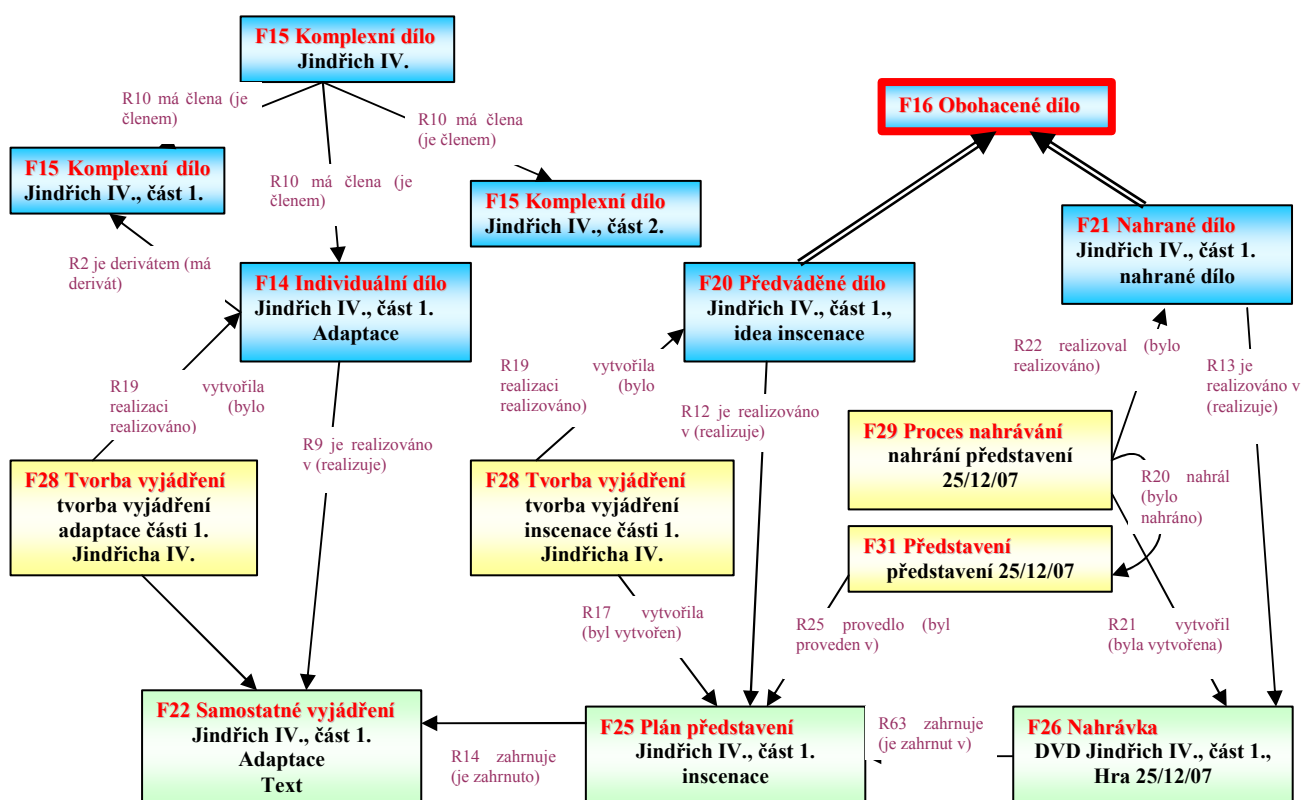 F15 Komplexní dílo
Jindřich IV.
R10 má člena (je
členem)
R10 má člena
(je členem)
R10 má člena (je
členem)
F16 Obohacené dílo
F15 Komplexní dílo
Jindřich IV., část 1.
F15 Komplexní dílo
Jindřich IV., část 2.
F21 Nahrané dílo
Jindřich IV., část 1.
nahrané dílo
R2 je derivátem (má
derivát)
F14 Individuální dílo
Jindřich IV., část 1.
Adaptace
F20 Předváděné dílo
Jindřich IV., část 1.,
idea inscenace
R19 vytvořila
realizaci (bylo
realizováno)
R9 je realizováno
v (realizuje)
R19 vytvořila
realizaci (bylo
realizováno)
R12 je realizováno
v (realizuje)
R22 realizoval (bylo
realizováno)
R13 je
realizováno v
(realizuje)
F28 Tvorba vyjádření
tvorba vyjádření
adaptace části 1.
Jindřicha IV.
F28 Tvorba vyjádření
tvorba vyjádření
inscenace části 1.
Jindřicha IV.
F29 Proces nahrávání
nahrání představení
25/12/07
R20 nahrál
(bylo
nahráno)
F31 Představení
představení 25/12/07
R17 vytvořila
(byl vytvořen)
R25 provedlo (byl
proveden v)
R21 vytvořil
(byla vytvořena)
F22 Samostatné vyjádření
Jindřich IV., část 1.
Adaptace
Text
R14 zahrnuje
(je zahrnuto)
F25 Plán představení
Jindřich IV., část 1.
inscenace
R63 zahrnuje
(je zahrnut v)
F26 Nahrávka
DVD Jindřich IV., část 1.,
Hra 25/12/07